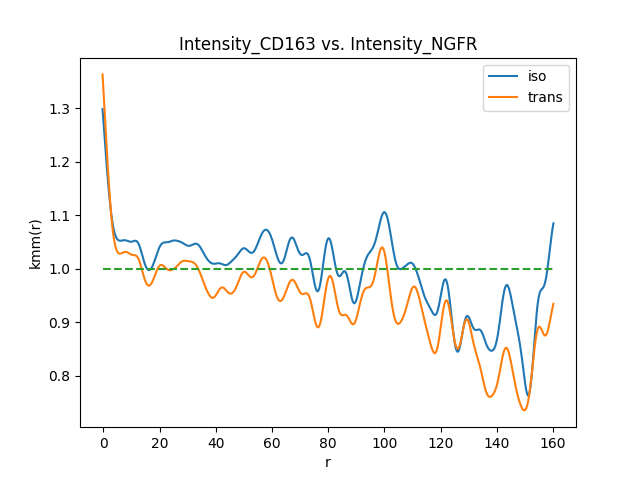 Intensity_CD163 vs. Intensity_NGFR
iso
trans
1.3
1.2
1.1
1.0
0.9
0.8
kmm(r)
0 20 40 60 80 100 120 140 160
r